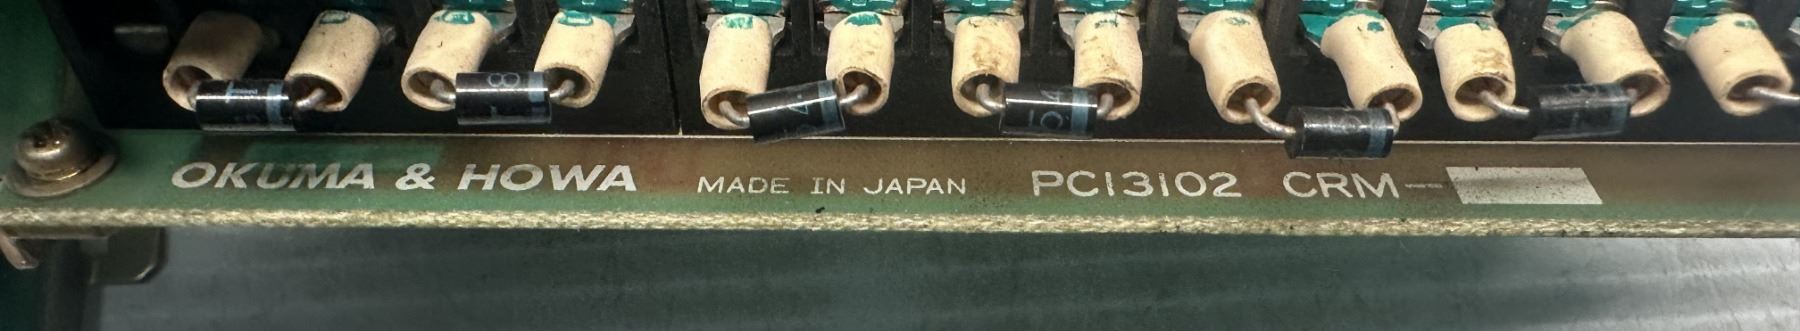 OKUMA & HOWA MADE IN JAPAN PC13102 CRM-